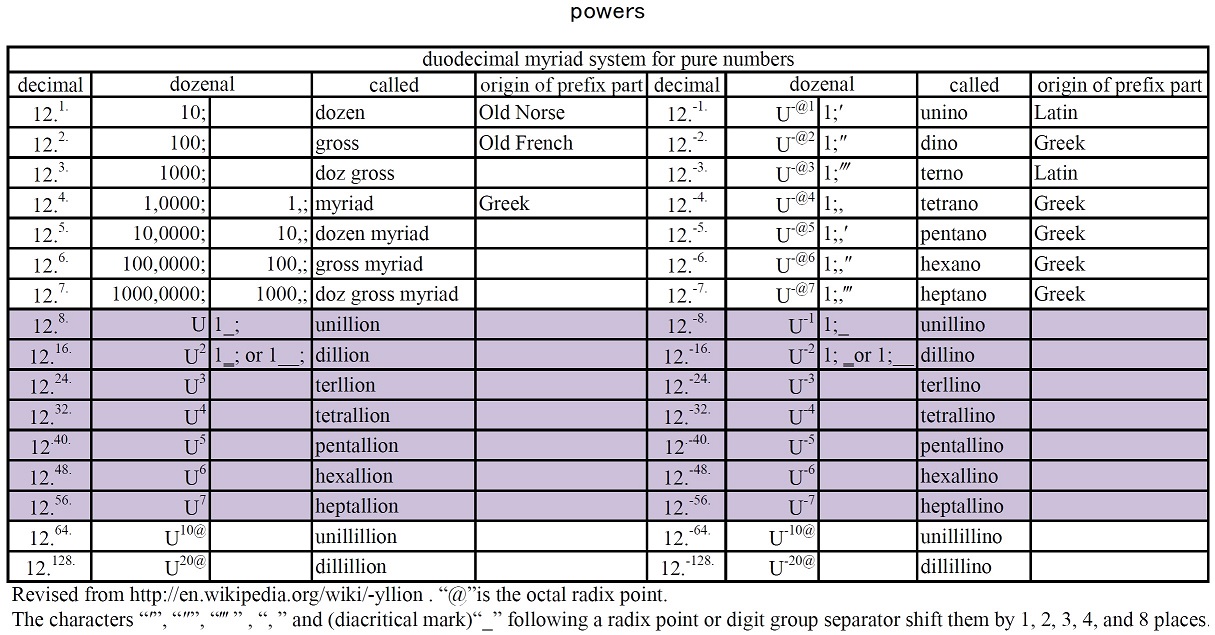 powers
duodecimal myriad system for pure numbers
decimal dozenal called origin of prefix part decimal dozenal called origin of prefix part
12.¹· 10; dozen Old Norse 12.⁻¹· U⁻@¹ 1;′ unino Latin
12.²· 100; gross Old French 12.⁻²· U⁻@² 1;″ dino Greek
12.³· 1000; doz gross 12.⁻³· U⁻@³ 1;‴ terno Latin
12.⁴· 1,0000; 1,; myriad Greek 12.⁻⁴· U⁻@⁴ 1;, tetrano Greek
12.⁵· 10,0000; 10,; dozen myriad 12.⁻⁵· U⁻@⁵ 1;,′ pentano Greek
12.⁶· 100,0000; 100,; gross myriad 12.⁻⁶· U⁻@⁶ 1;,″ hexano Greek
12.⁷· 1000,0000; 1000,; doz gross myriad 12.⁻⁷· U⁻@⁷ 1;,‴ heptano Greek
12.⁸· U 1_; unillion 12.⁻⁸· U⁻¹ 1;_ unillino
12.¹⁶· U² 1‗; or 1__; dillion 12.⁻¹⁶· U⁻² 1; ‗or 1;__ dillino
12.²⁴· U³ terllion 12.⁻²⁴· U⁻³ terllino
12.³²· U⁴ tetrallion 12.⁻³²· U⁻⁴ tetrallino
12.⁴⁰· U⁵ pentallion 12.⁻⁴⁰· U⁻⁵ pentallino
12.⁴⁸· U⁶ hexallion 12.⁻⁴⁸· U⁻⁶ hexallino
12.⁵⁶· U⁷ heptallion 12.⁻⁵⁶· U⁻⁷ heptallino
12.⁶⁴· U¹⁰@ unillillion 12.⁻⁶⁴· U⁻¹⁰@ unillillino
12.¹²⁸· U²⁰@ dillillion 12.⁻¹²⁸· U⁻²⁰@ dillillino
Revised from http://en.wikipedia.org/wiki/-yllion . “@”is the octal radix point.
The characters “′”, “″”, “‴ ” , “, ” and (diacritical mark)“_” following a radix point or digit group separator shift them by 1, 2, 3, 4, and 8 places.